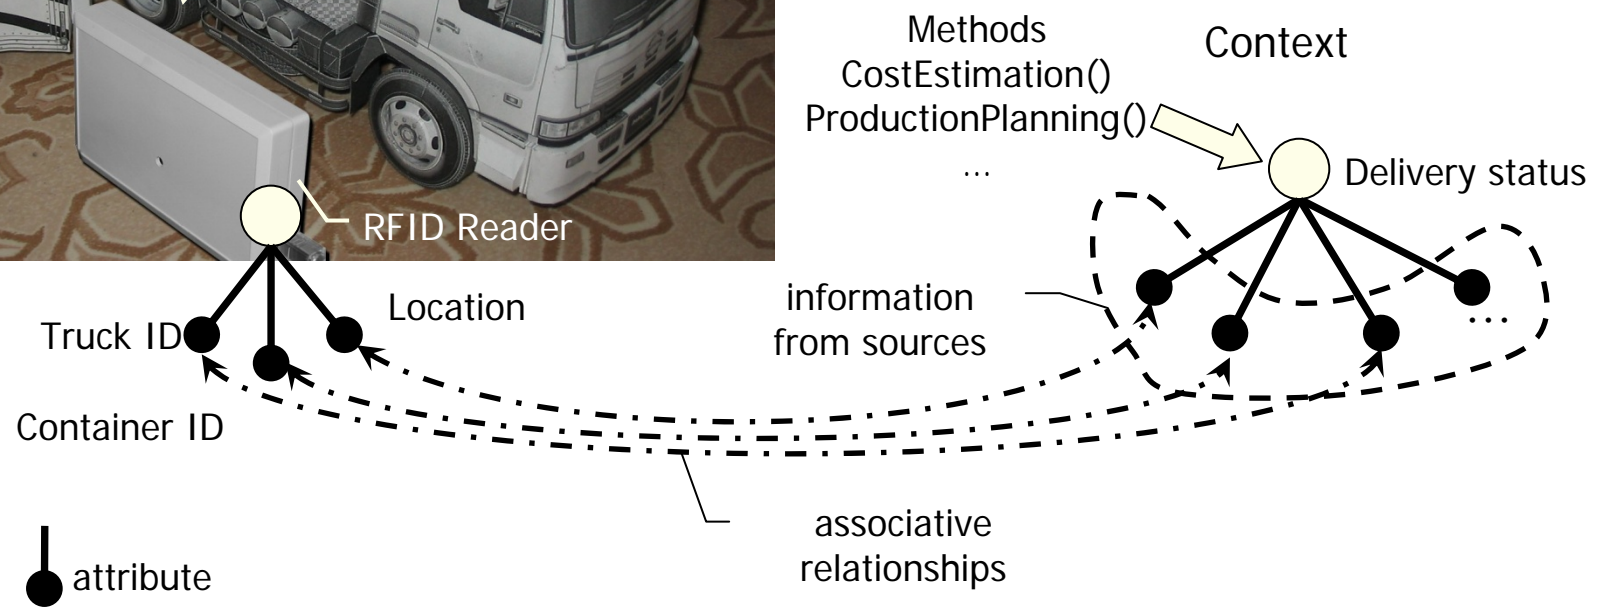 Methods
CostEstimation()
ProductionPlanning()
...
Context
Delivery status
RFID Reader
Location
Truck ID
Container ID
information
from sources
...
associative
relationships
attribute